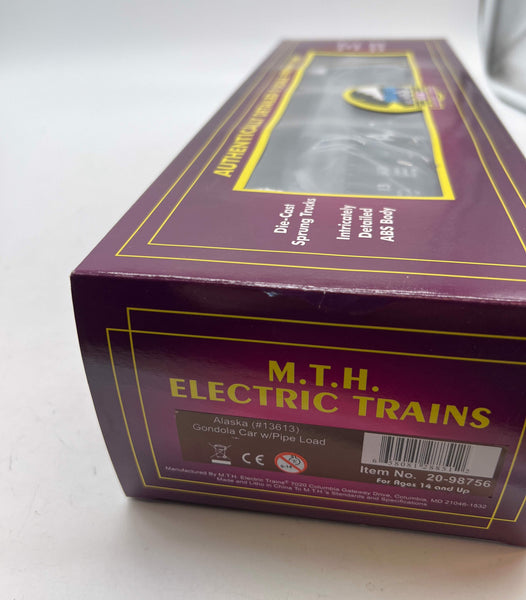 AUTHENTICALLY
Die-Cast
Sprung Trucks
Intricately
Detailed
ABS Body
M.T.H.
ELECTRIC TRAINS
Alaska (#13613)
Gondola Car w/Pipe Load
CE
Item No. 20-98756
For Ages 14 and Up
Manufactured By M.T.H. Electric Trains® 7020 Columbia Gateway Drive, Columbia, MD 21046-1532
Made and Litho in China To M.T.H.'s Standards and Specifications